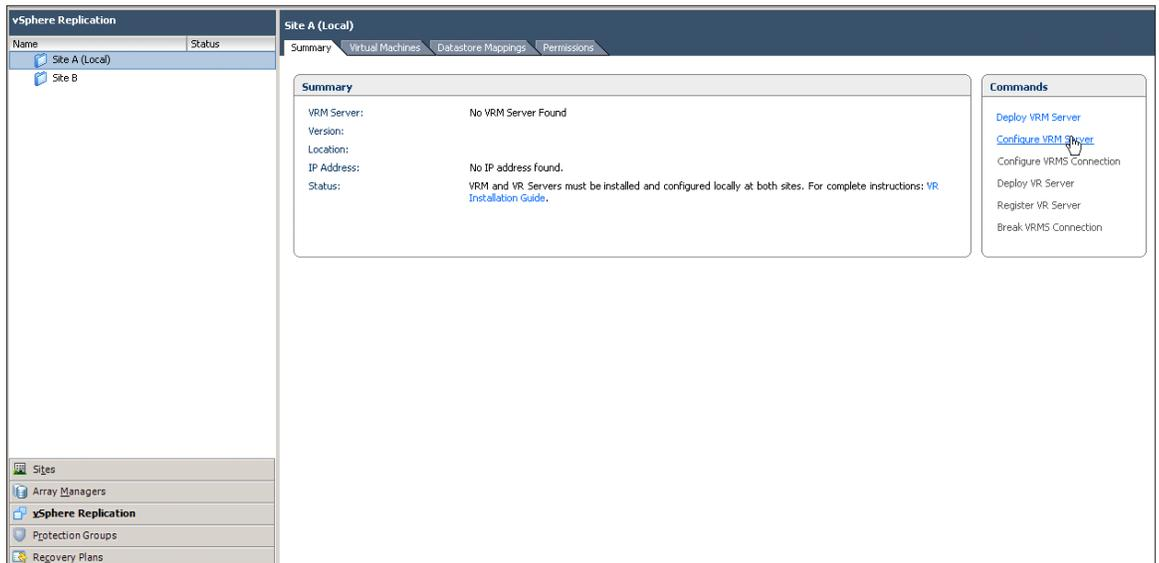 vSphere Replication
Name Status
Site A (Local)
Site B
Sites
Array Managers
vSphere Replication
Protection Groups
Recovery Plans
Site A (Local)
Summary Virtual Machines Datastore Mappings Permissions
Summary
VRM Server: No VRM Server Found
Version:
Location:
IP Address: No IP address found.
Status: VRM and VR Servers must be installed and configured locally at both sites. For complete instructions: VR
Installation Guide.
Commands
Deploy VRM Server
Configure VRM Server
Configure VRMS Connection
Deploy VR Server
Register VR Server
Break VRMS Connection